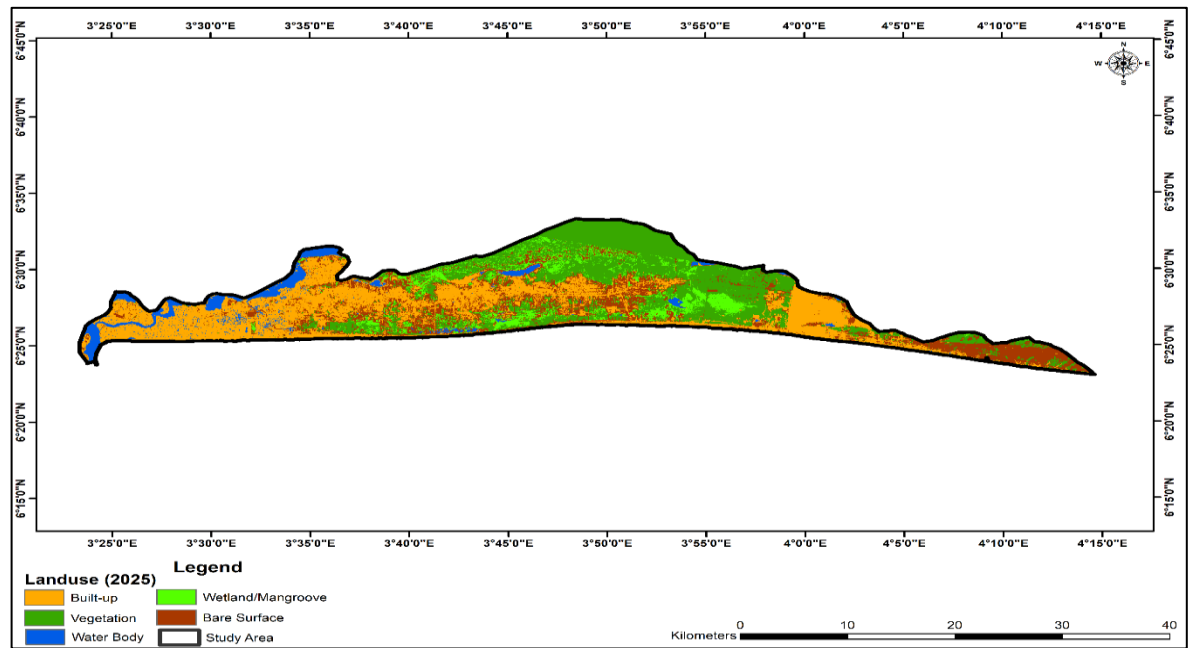 3°25'0"E 3°30'0"E 3°35'0"E 3°40'0"E 3°45'0"E 3°50'0"E 3°55'0"E 4°0'0"E 4°5'0"E 4°10'0"E 4°15'0"E
N
W E
S
6°45'0"N 6°45'0"N
6°40'0"N 6°40'0"N
6°35'0"N 6°35'0"N
6°30'0"N 6°30'0"N
6°25'0"N 6°25'0"N
6°20'0"N 6°20'0"N
6°15'0"N 6°15'0"N
3°25'0"E 3°30'0"E 3°35'0"E 3°40'0"E 3°45'0"E 3°50'0"E 3°55'0"E 4°0'0"E 4°5'0"E 4°10'0"E 4°15'0"E
Legend
Landuse (2025)
Built-up Wetland/Mangroove
Vegetation Bare Surface
Water Body Study Area
Kilometers 0 10 20 30 40